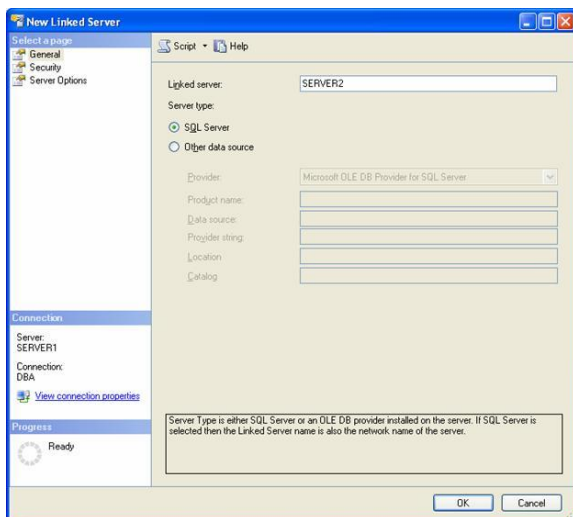 New Linked Server
Select a page
General
Security
Server Options
Script
Help
Linked server:
SERVER2
Server type:
SQL Server
Other data source
Provider:
Microsoft OLE DB Provider for SQL Server
Product name:
Data source:
Provider string:
Location
Catalog
Connection
Server:
SERVER1
Connection:
DBA
View connection properties
Progress
Ready
Server Type is either SQL Server or an OLE DB provider installed on the server. If SQL Server is
selected then the Linked Server name is also the network name of the server.
OK
Cancel